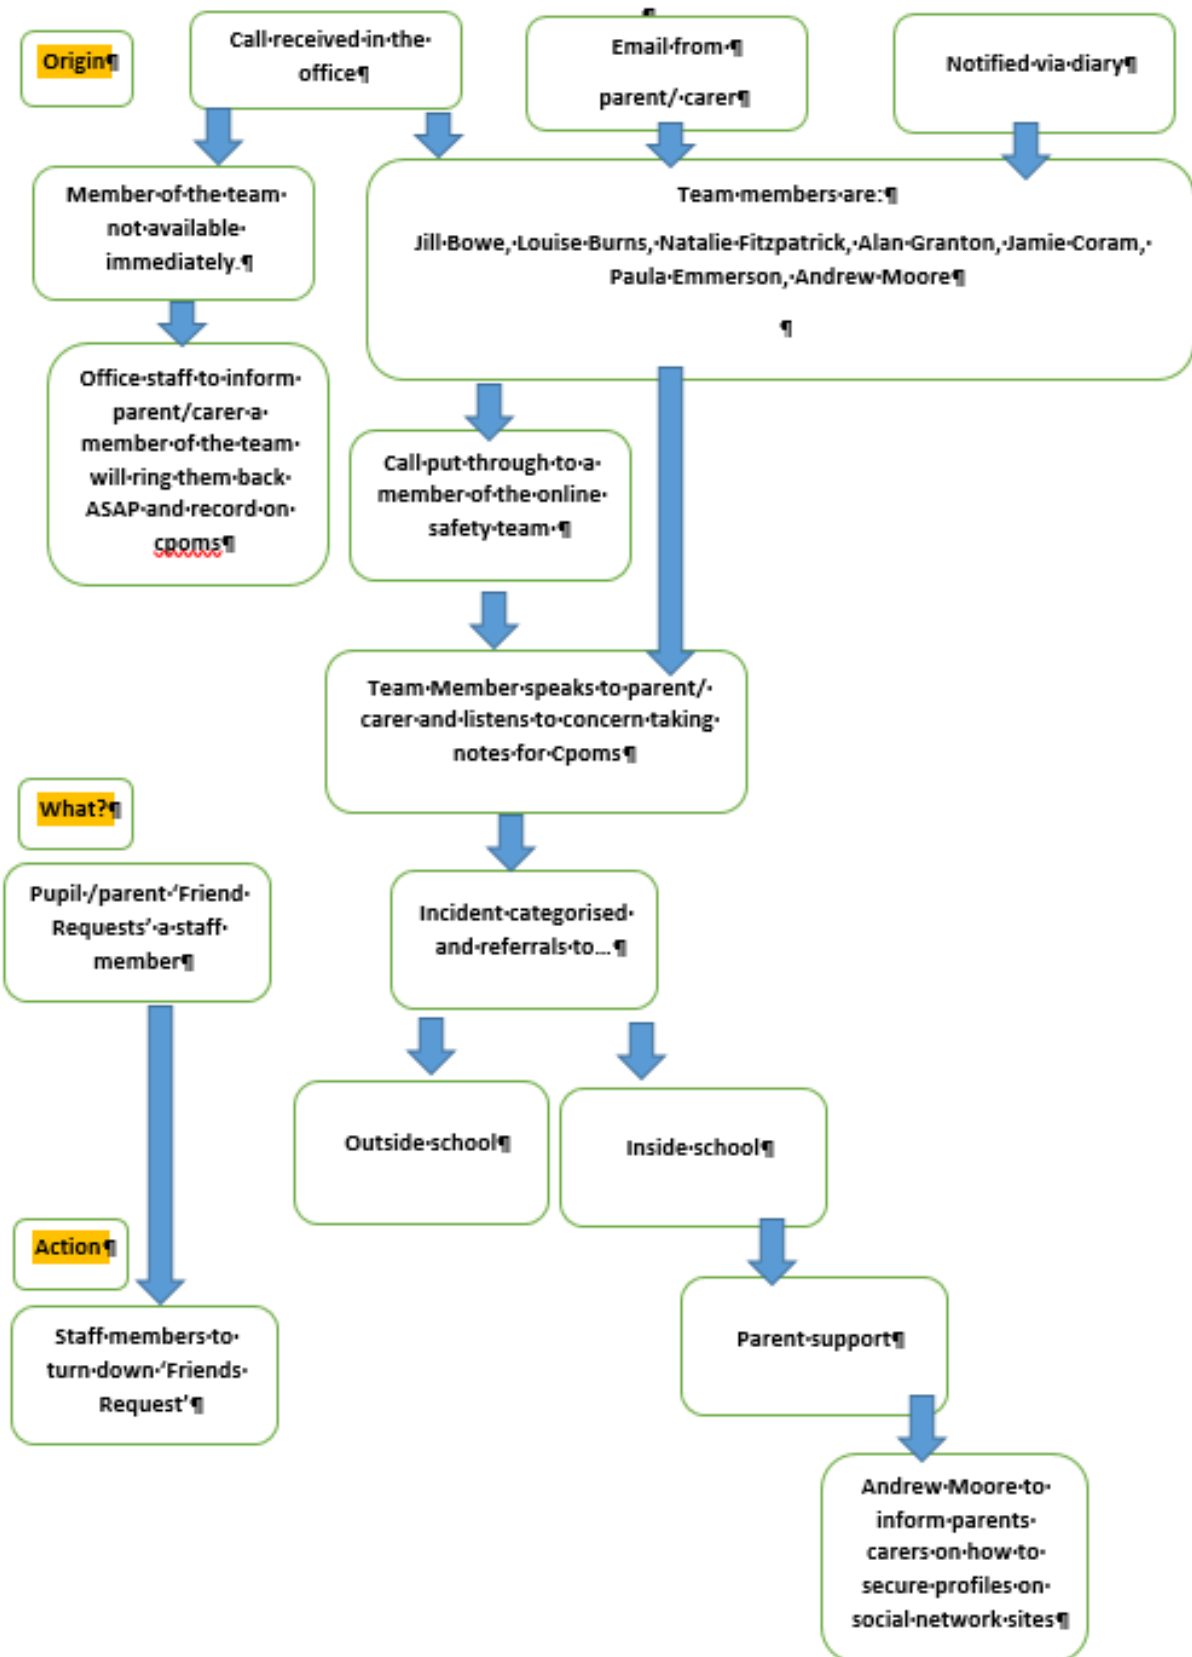 ¶
Origin¶
Call·received·in·the·
office¶
Email·from·¶
parent/·carer¶
Notified·via·diary¶
Member·of·the·team·
not·available·
immediately.¶
Team·members·are:¶
Jill·Bowe,·Louise·Burns,·Natalie·Fitzpatrick,·Alan·Granton,·Jamie·Coram,·
Paula·Emmerson,·Andrew·Moore¶
¶
Office·staff·to·inform·
parent/carer·a·
member·of·the·team·
will·ring·them·back·
ASAP·and·record·on·
cpoms¶
Call·put·through·to·a·
member·of·the·online·
safety·team·¶
Team·Member·speaks·to·parent/·
carer·and·listens·to·concern·taking·
notes·for·Cpoms¶
What?¶
Pupil·/parent·‘Friend·
Requests’·a·staff·
member¶
Incident·categorised·
and·referrals·to…¶
Outside·school¶
Inside·school¶
Action¶
Staff·members·to·
turn·down·‘Friends·
Request’¶
Parent·support¶
Andrew·Moore·to·
inform·parents·
carers·on·how·to·
secure·profiles·on·
social·network·sites¶